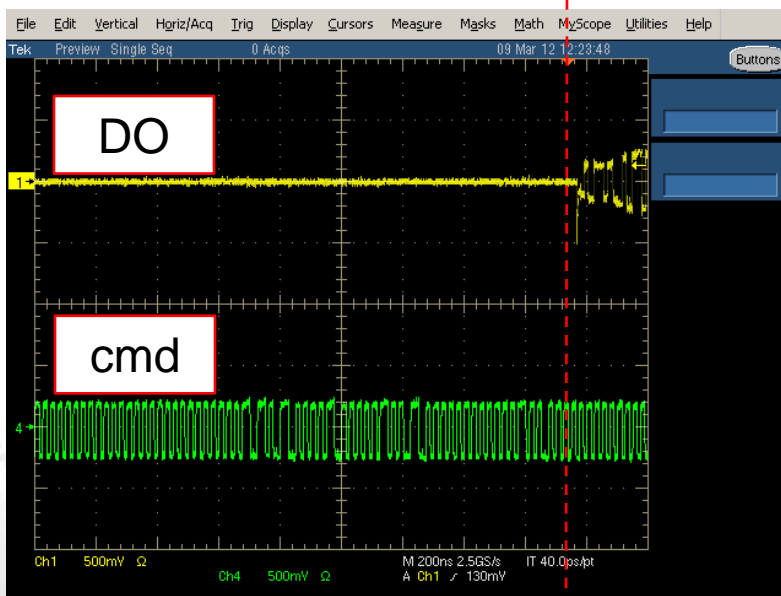 File Edit Vertical Horiz/Acq Trig Display Cursors Measure Masks Math MyScope Utilities Help
Tek Preview Single Seq 0 Acqs 09 Mar 12 12:23:48
Buttons
DO
1
cmd
4
Ch1 500mV Ω M 200ns 2.5GS/s IT 40.0ps/pt
Ch4 500mV Ω A Ch1 130mV